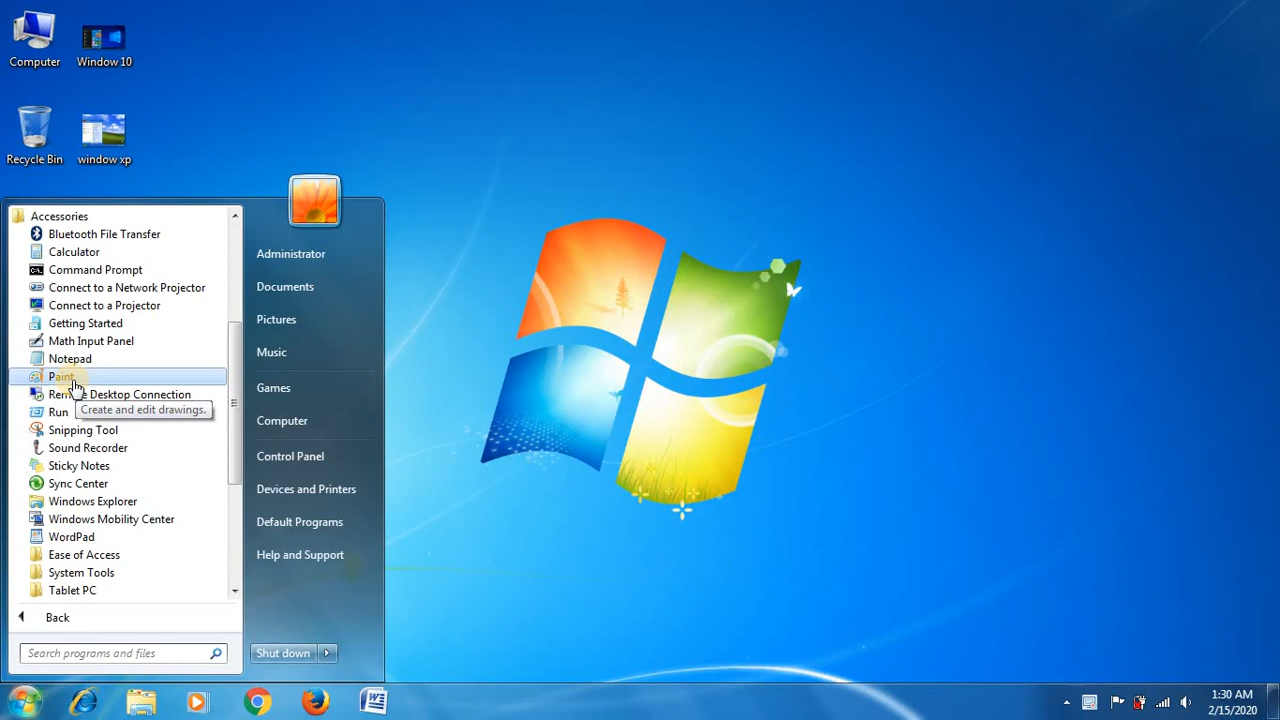 Computer
Window 10
Recycle Bin
window xp
Accessories
Bluetooth File Transfer
Calculator
Command Prompt
Connect to a Network Projector
Connect to a Projector
Getting Started
Math Input Panel
Notepad
Paint
Remote Desktop Connection
Create and edit drawings.
Run
Snipping Tool
Sound Recorder
Sticky Notes
Sync Center
Windows Explorer
Windows Mobility Center
WordPad
Ease of Access
System Tools
Tablet PC
Back
Search programs and files
Administrator
Documents
Pictures
Music
Games
Computer
Control Panel
Devices and Printers
Default Programs
Help and Support
Shut down
1:30 AM
2/15/2020